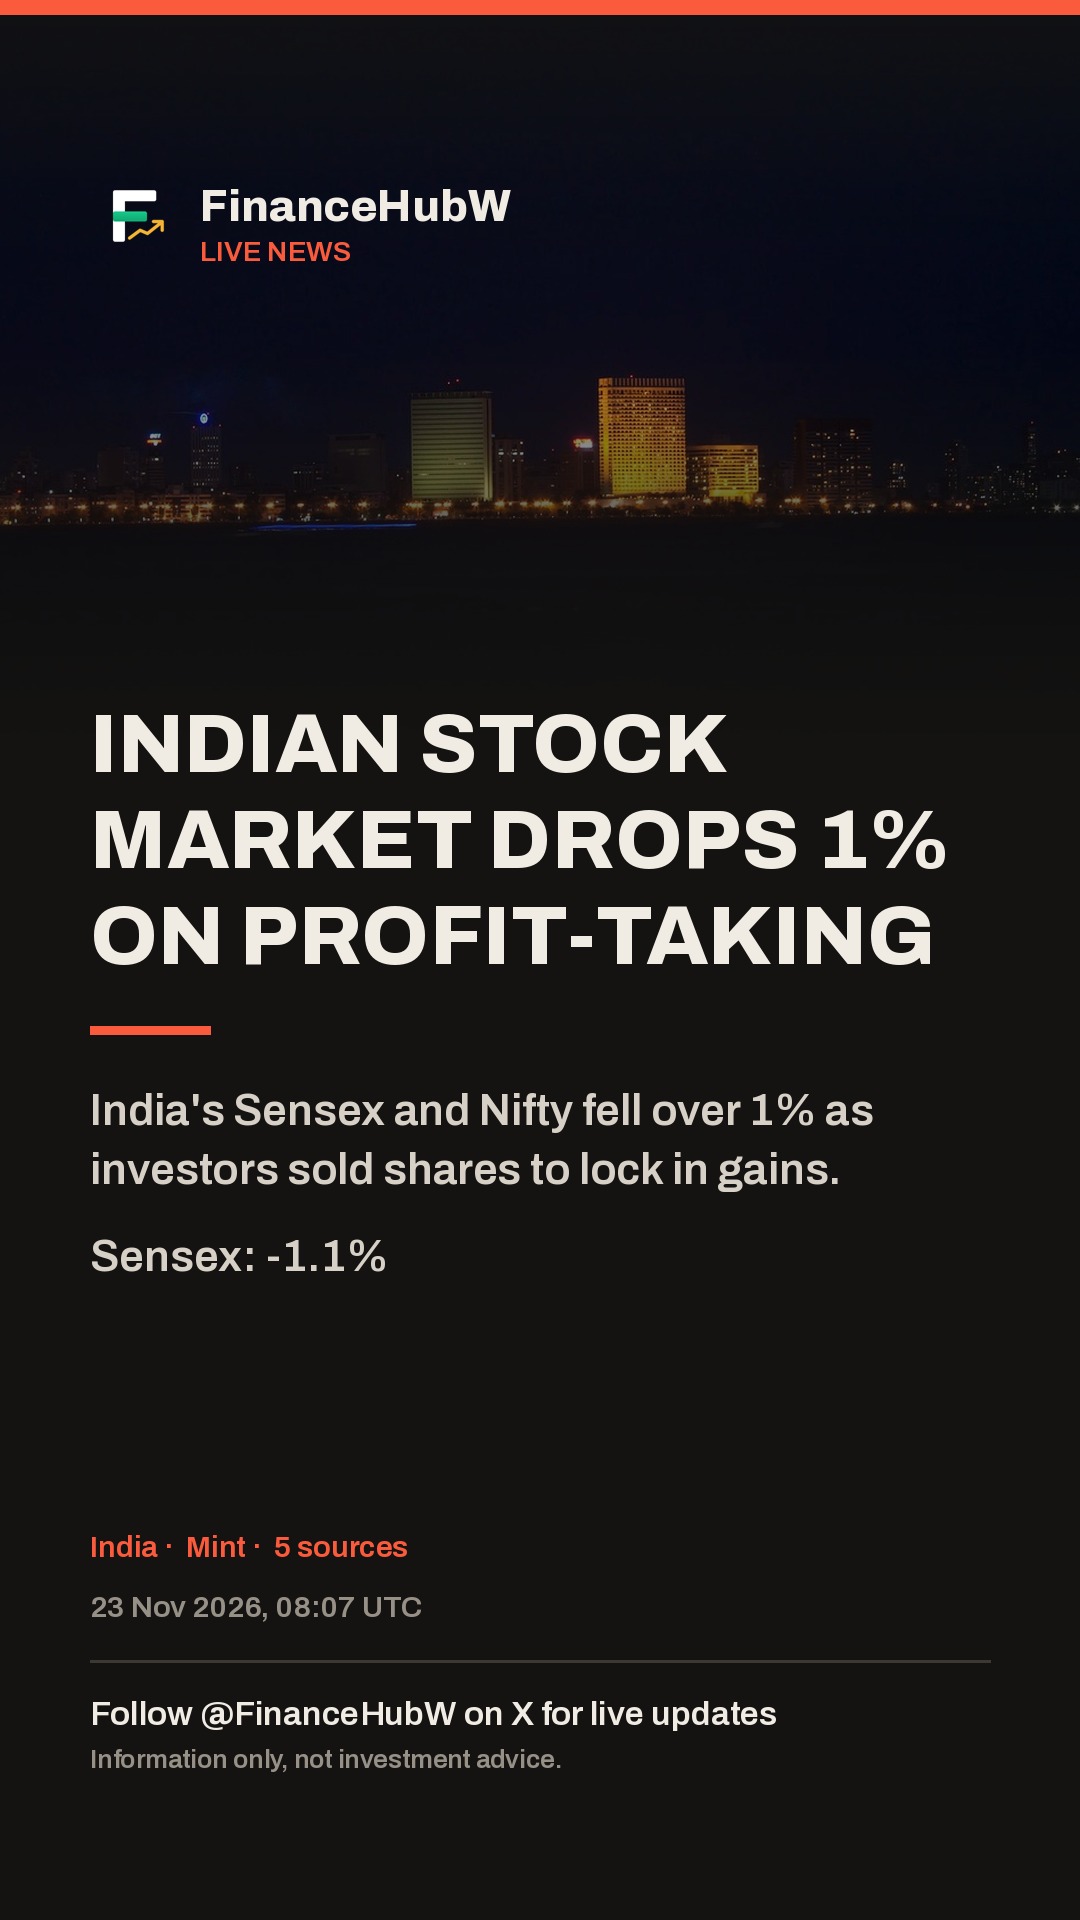 FinanceHubW
LIVE NEWS
INDIAN STOCK
MARKET DROPS 1%
ON PROFIT-TAKING
India's Sensex and Nifty fell over 1% as
investors sold shares to lock in gains.
Sensex: -1.1%
India · Mint · 5 sources
23 Nov 2026, 08:07 UTC
Follow @FinanceHubW on X for live updates
Information only, not investment advice.